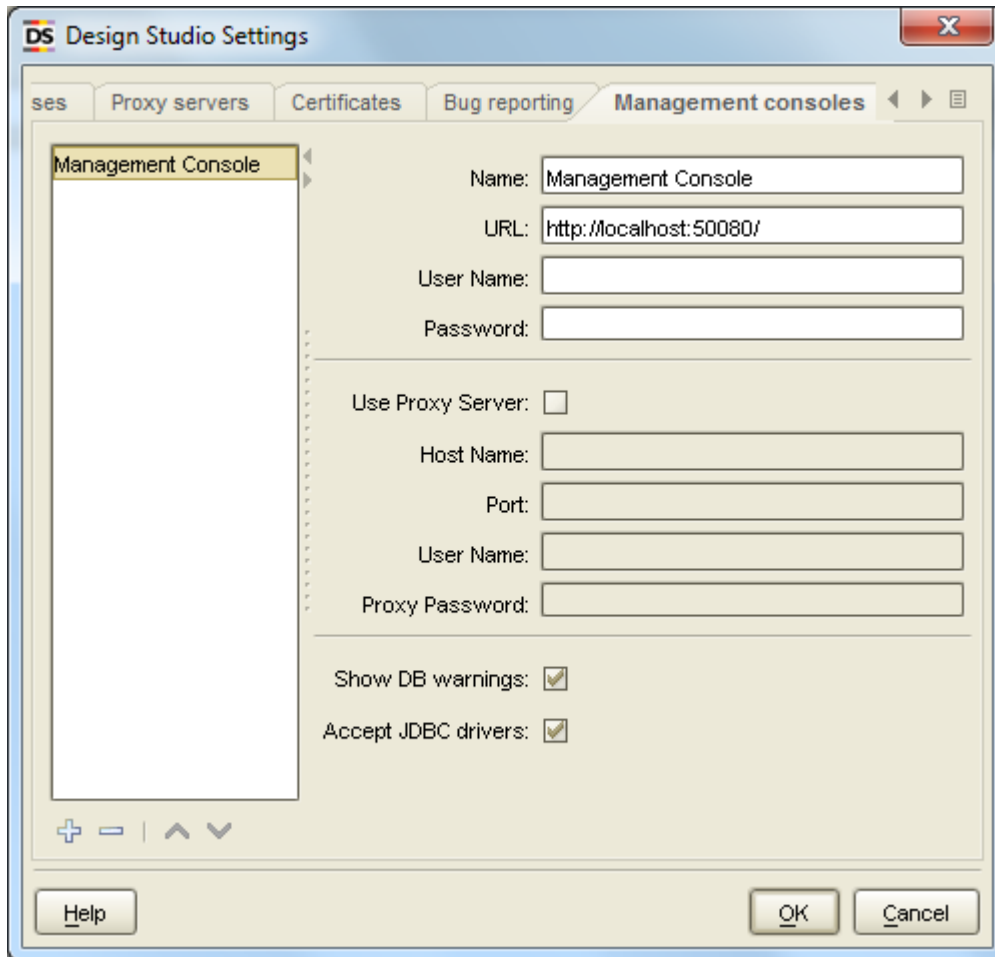 DS Design Studio Settings
ses Proxy servers Certificates Bug reporting Management consoles
Management Console
Name: Management Console
URL: http://localhost:50080/
User Name:
Password:
Use Proxy Server:
Host Name:
Port:
User Name:
Proxy Password:
Show DB warnings:
Accept JDBC drivers:
Help OK Cancel